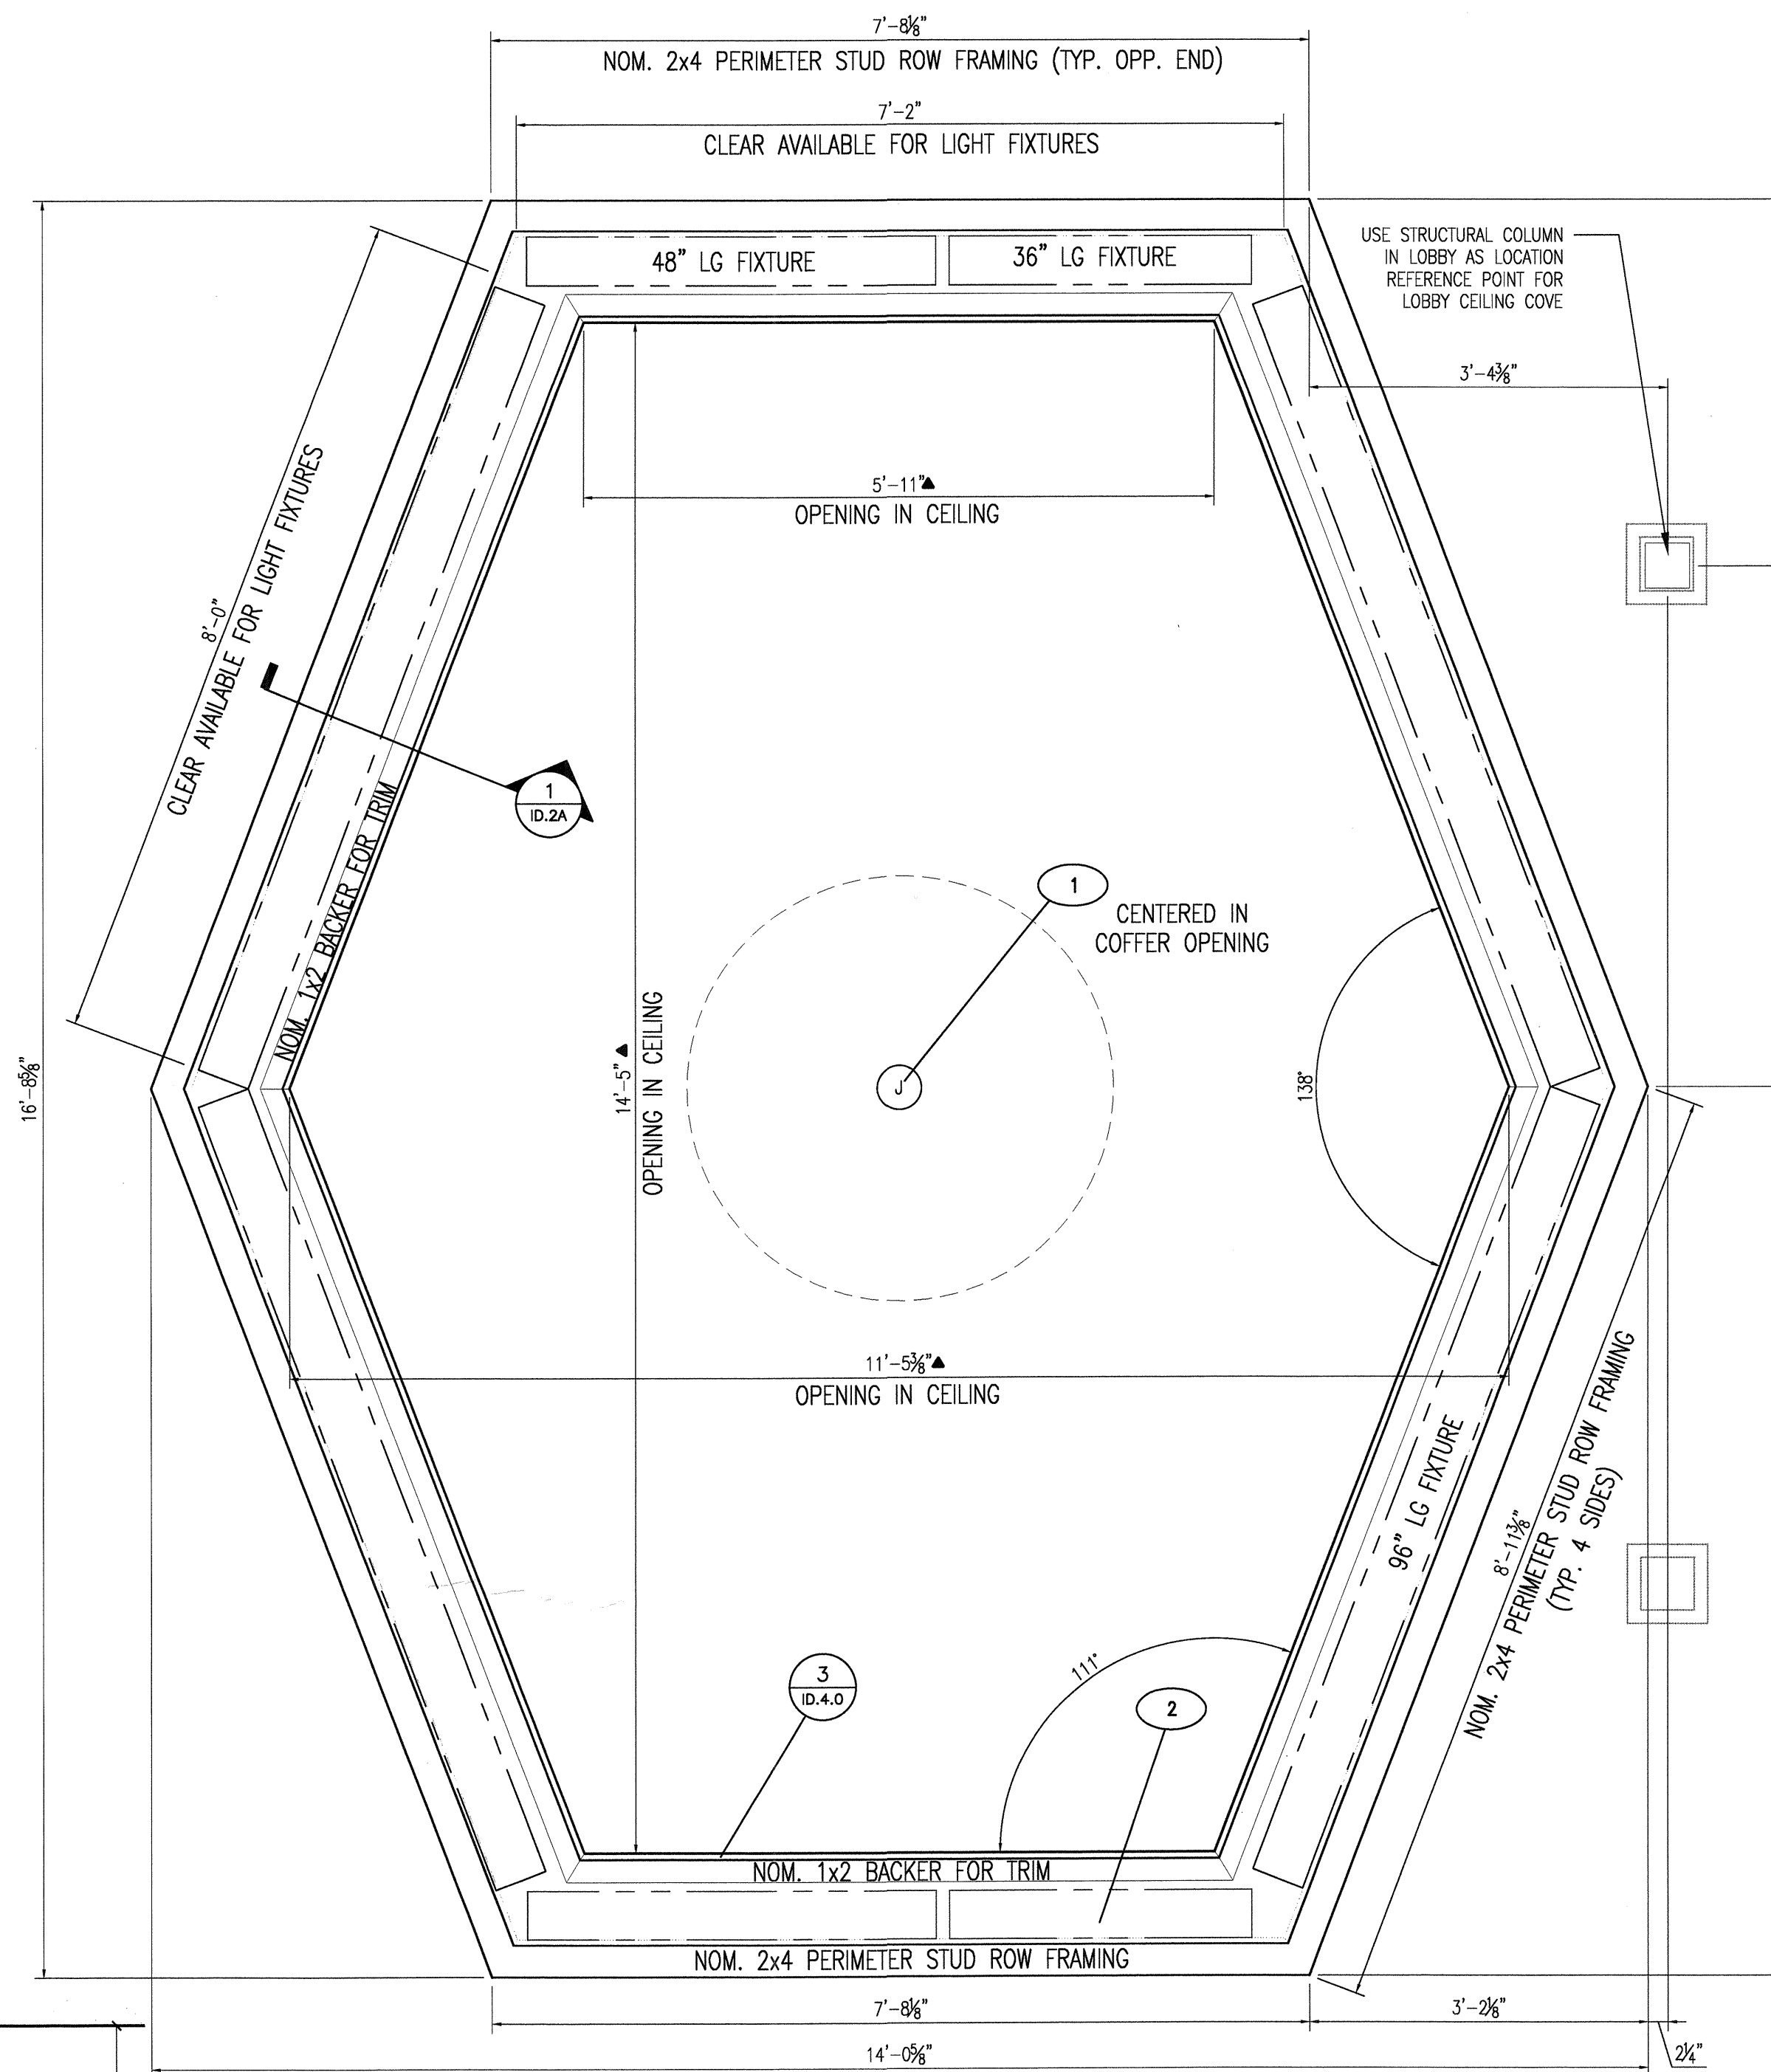 7'-8⅛"
NOM. 2x4 PERIMETER STUD ROW FRAMING (TYP. OPP. END)
7'-2"
CLEAR AVAILABLE FOR LIGHT FIXTURES
48" LG FIXTURE
36" LG FIXTURE
USE STRUCTURAL COLUMN
IN LOBBY AS LOCATION
REFERENCE POINT FOR
LOBBY CEILING COVE
3'-4⅜"
5'-11"▲
OPENING IN CEILING
8'-0"
CLEAR AVAILABLE FOR LIGHT FIXTURES
1
ID.2A
NOM. 1x2 BACKER FOR TRIM
1
CENTERED IN
COFFER OPENING
J
16'-8⅝"
14'-5"▲
OPENING IN CEILING
138°
11'-5⅜"▲
OPENING IN CEILING
96" LG FIXTURE
8'-11⅜"
NOM. 2x4 PERIMETER STUD ROW FRAMING
(TYP. 4 SIDES)
111°
3
ID.4.0
2
NOM. 1x2 BACKER FOR TRIM
NOM. 2x4 PERIMETER STUD ROW FRAMING
7'-8⅛"
3'-2⅛"
14'-0⅝"
2¼"